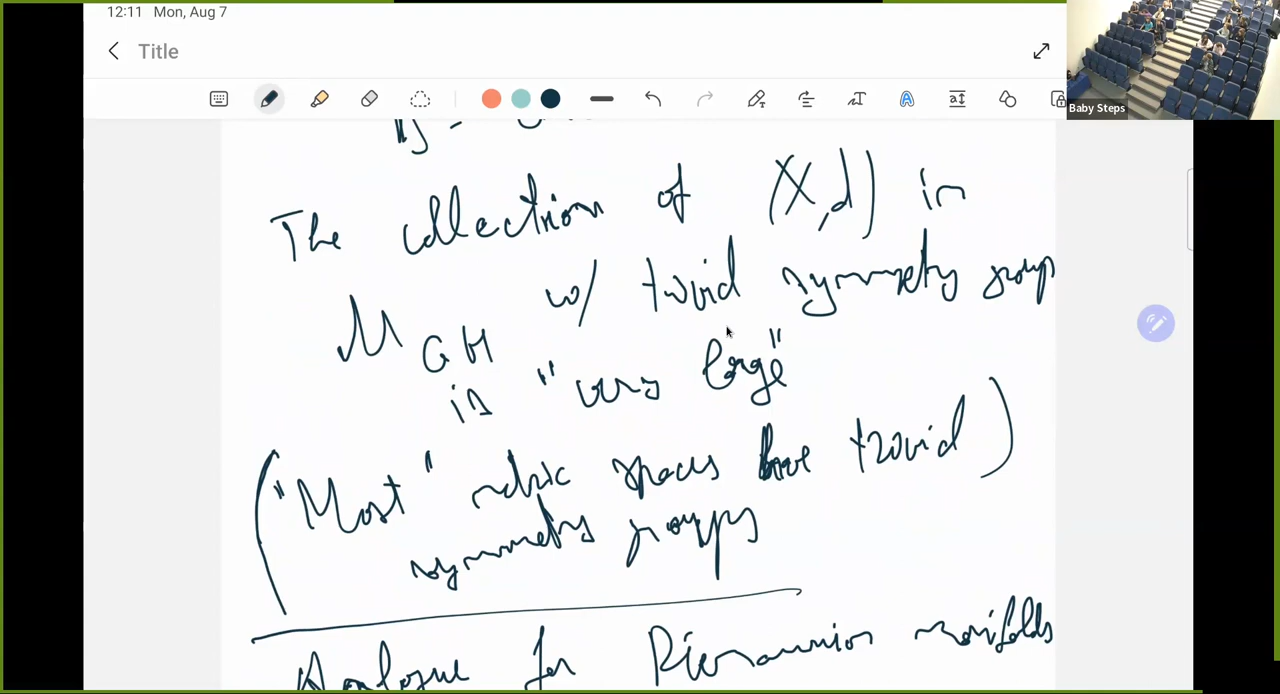 12:11 Mon, Aug 7
Title
Baby Steps
The collection of (X,d) in
M_GH w/ trivial symmetry group
is "very large"
("Most" metric spaces have trivial)
symmetry groups
Analogue for Riemannian manifolds